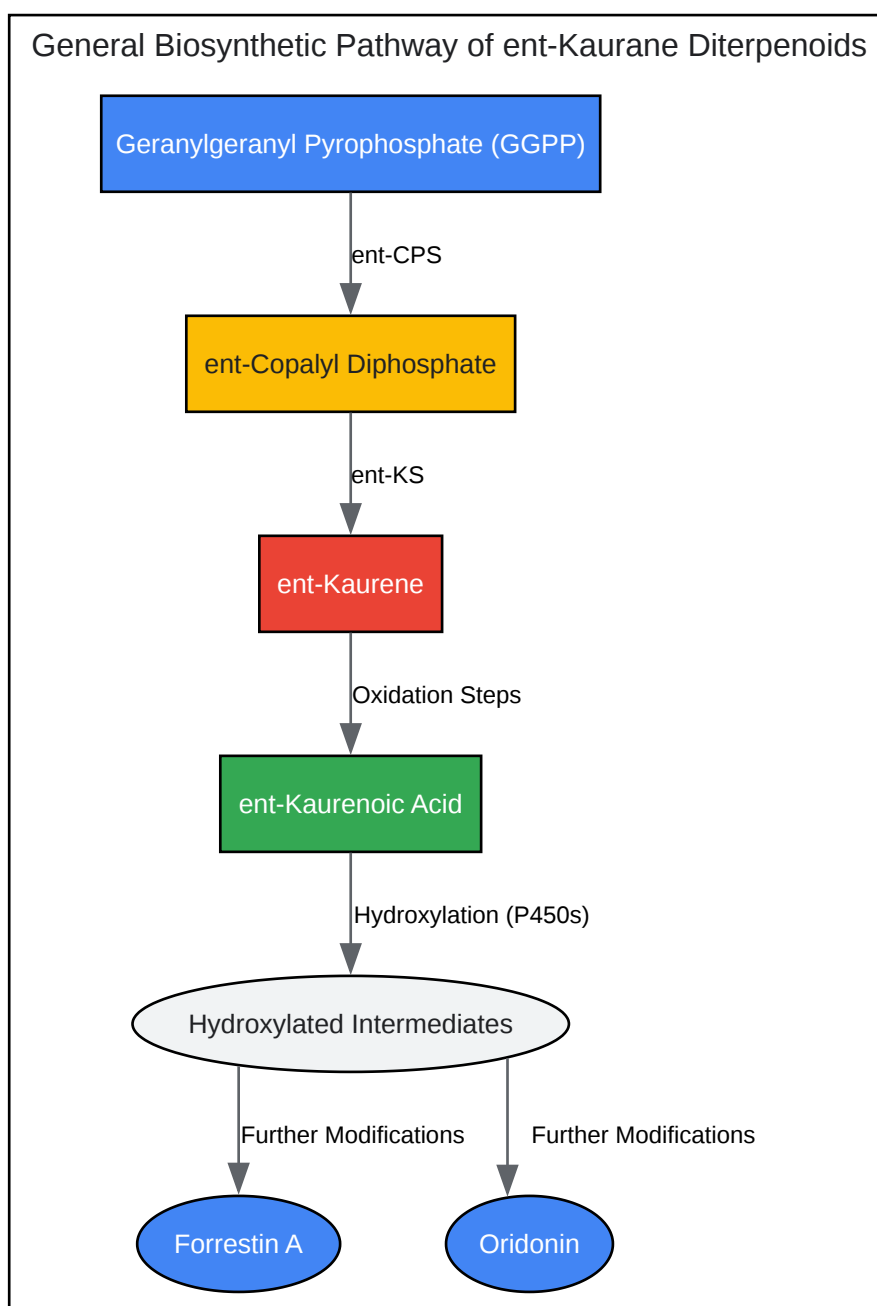 General Biosynthetic Pathway of ent-Kaurane Diterpenoids
Geranylgeranyl Pyrophosphate (GGPP)
ent-CPS
ent-Copalyl Diphosphate
ent-KS
ent-Kaurene
Oxidation Steps
ent-Kaurenoic Acid
Hydroxylation (P450s)
Hydroxylated Intermediates
Further Modifications
Further Modifications
Forrestin A
Oridonin